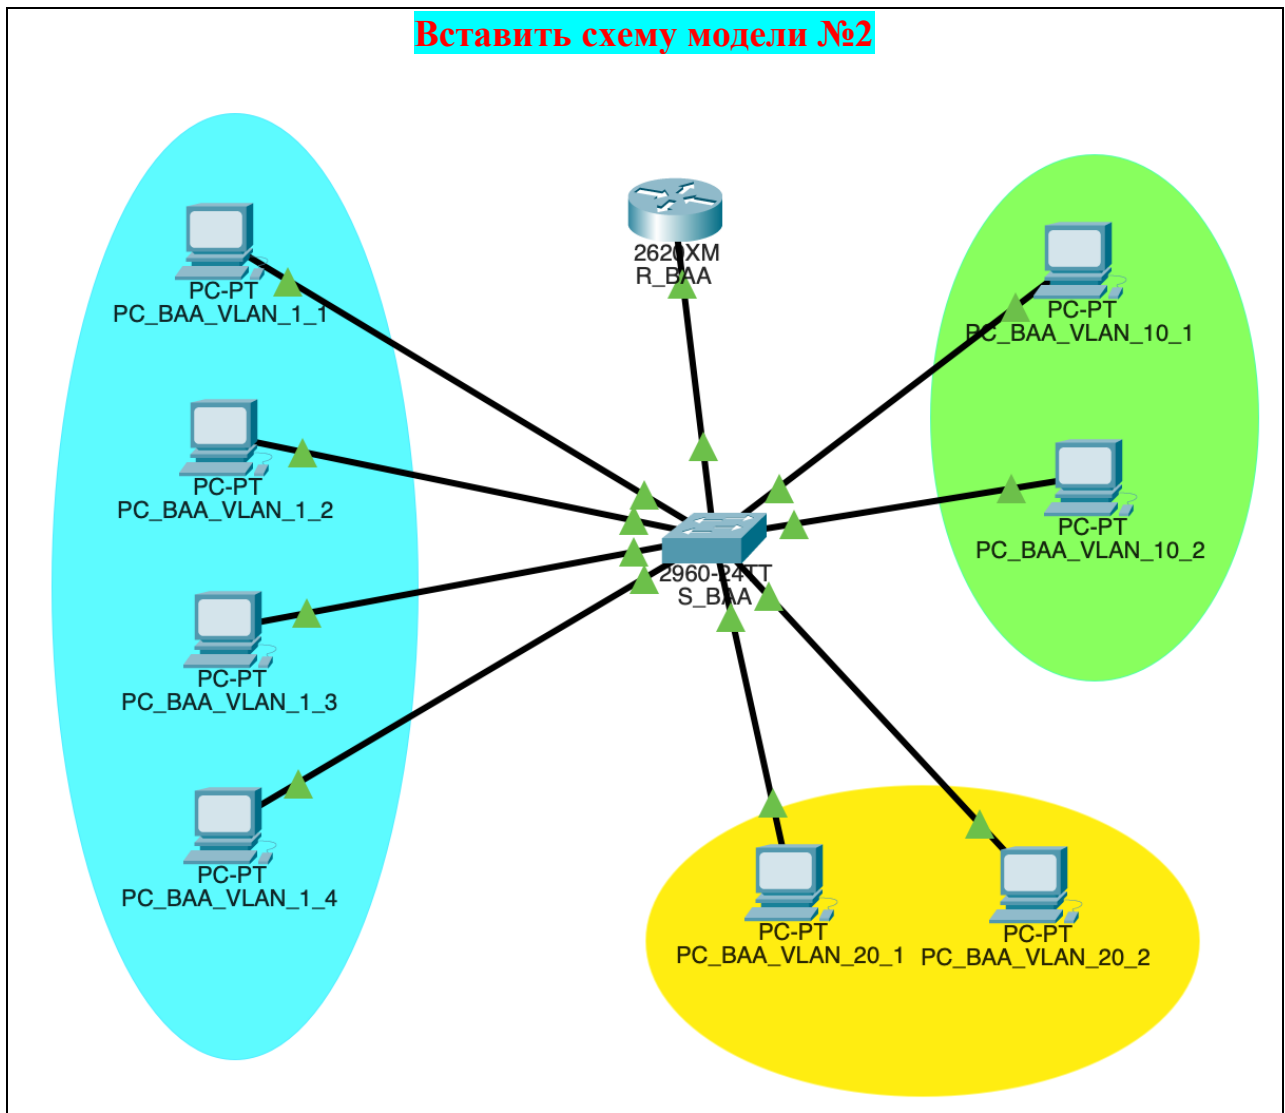 Вставить схему модели №2
2620XM
R_BAA
PC-PT
PC_BAA_VLAN_1_1
PC-PT
PC_BAA_VLAN_10_1
PC-PT
PC_BAA_VLAN_1_2
PC-PT
PC_BAA_VLAN_10_2
2960-24TT
S_BAA
PC-PT
PC_BAA_VLAN_1_3
PC-PT
PC_BAA_VLAN_1_4
PC-PT
PC_BAA_VLAN_20_1
PC-PT
PC_BAA_VLAN_20_2